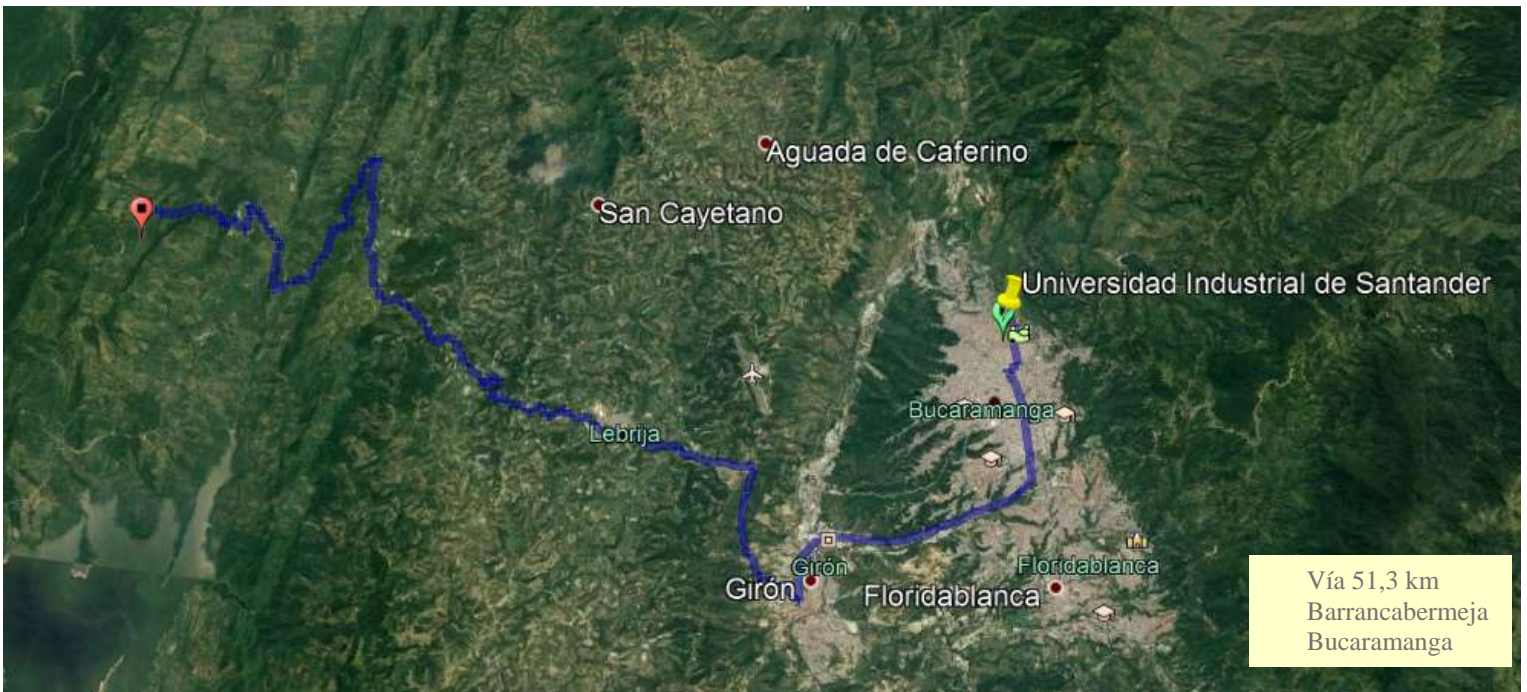 Aguada de Caferino
San Cayetano
Universidad Industrial de Santander
Bucaramanga
Lebrija
Girón
Floridablanca
Girón
Floridablanca
Vía 51,3 km
Barrancabermeja
Bucaramanga